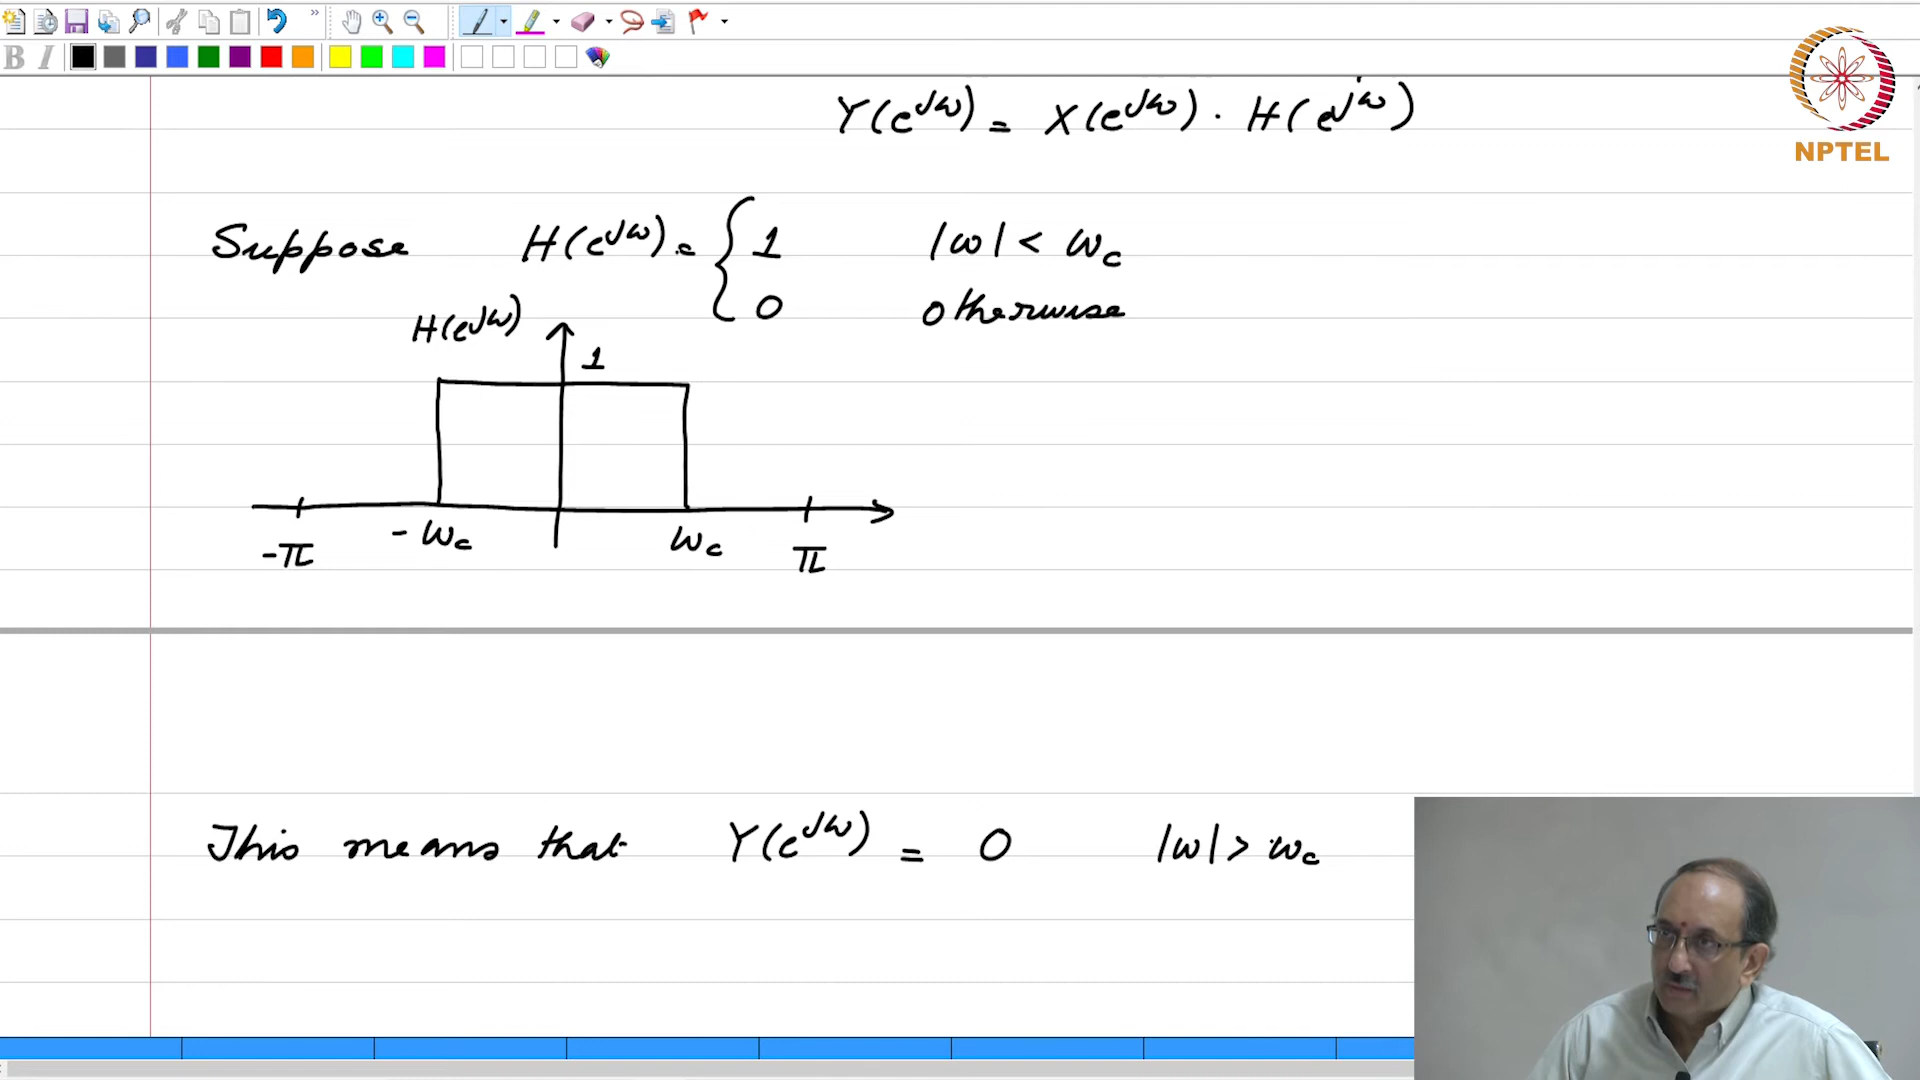 Y(e^jω) = X(e^jω) · H(e^jω)
NPTEL
Suppose H(e^jω) = { 1 |ω| < ωc
0 otherwise
H(e^jω)
1
-π -ωc ωc π
This means that Y(e^jω) = 0 |ω| > ωc
B I